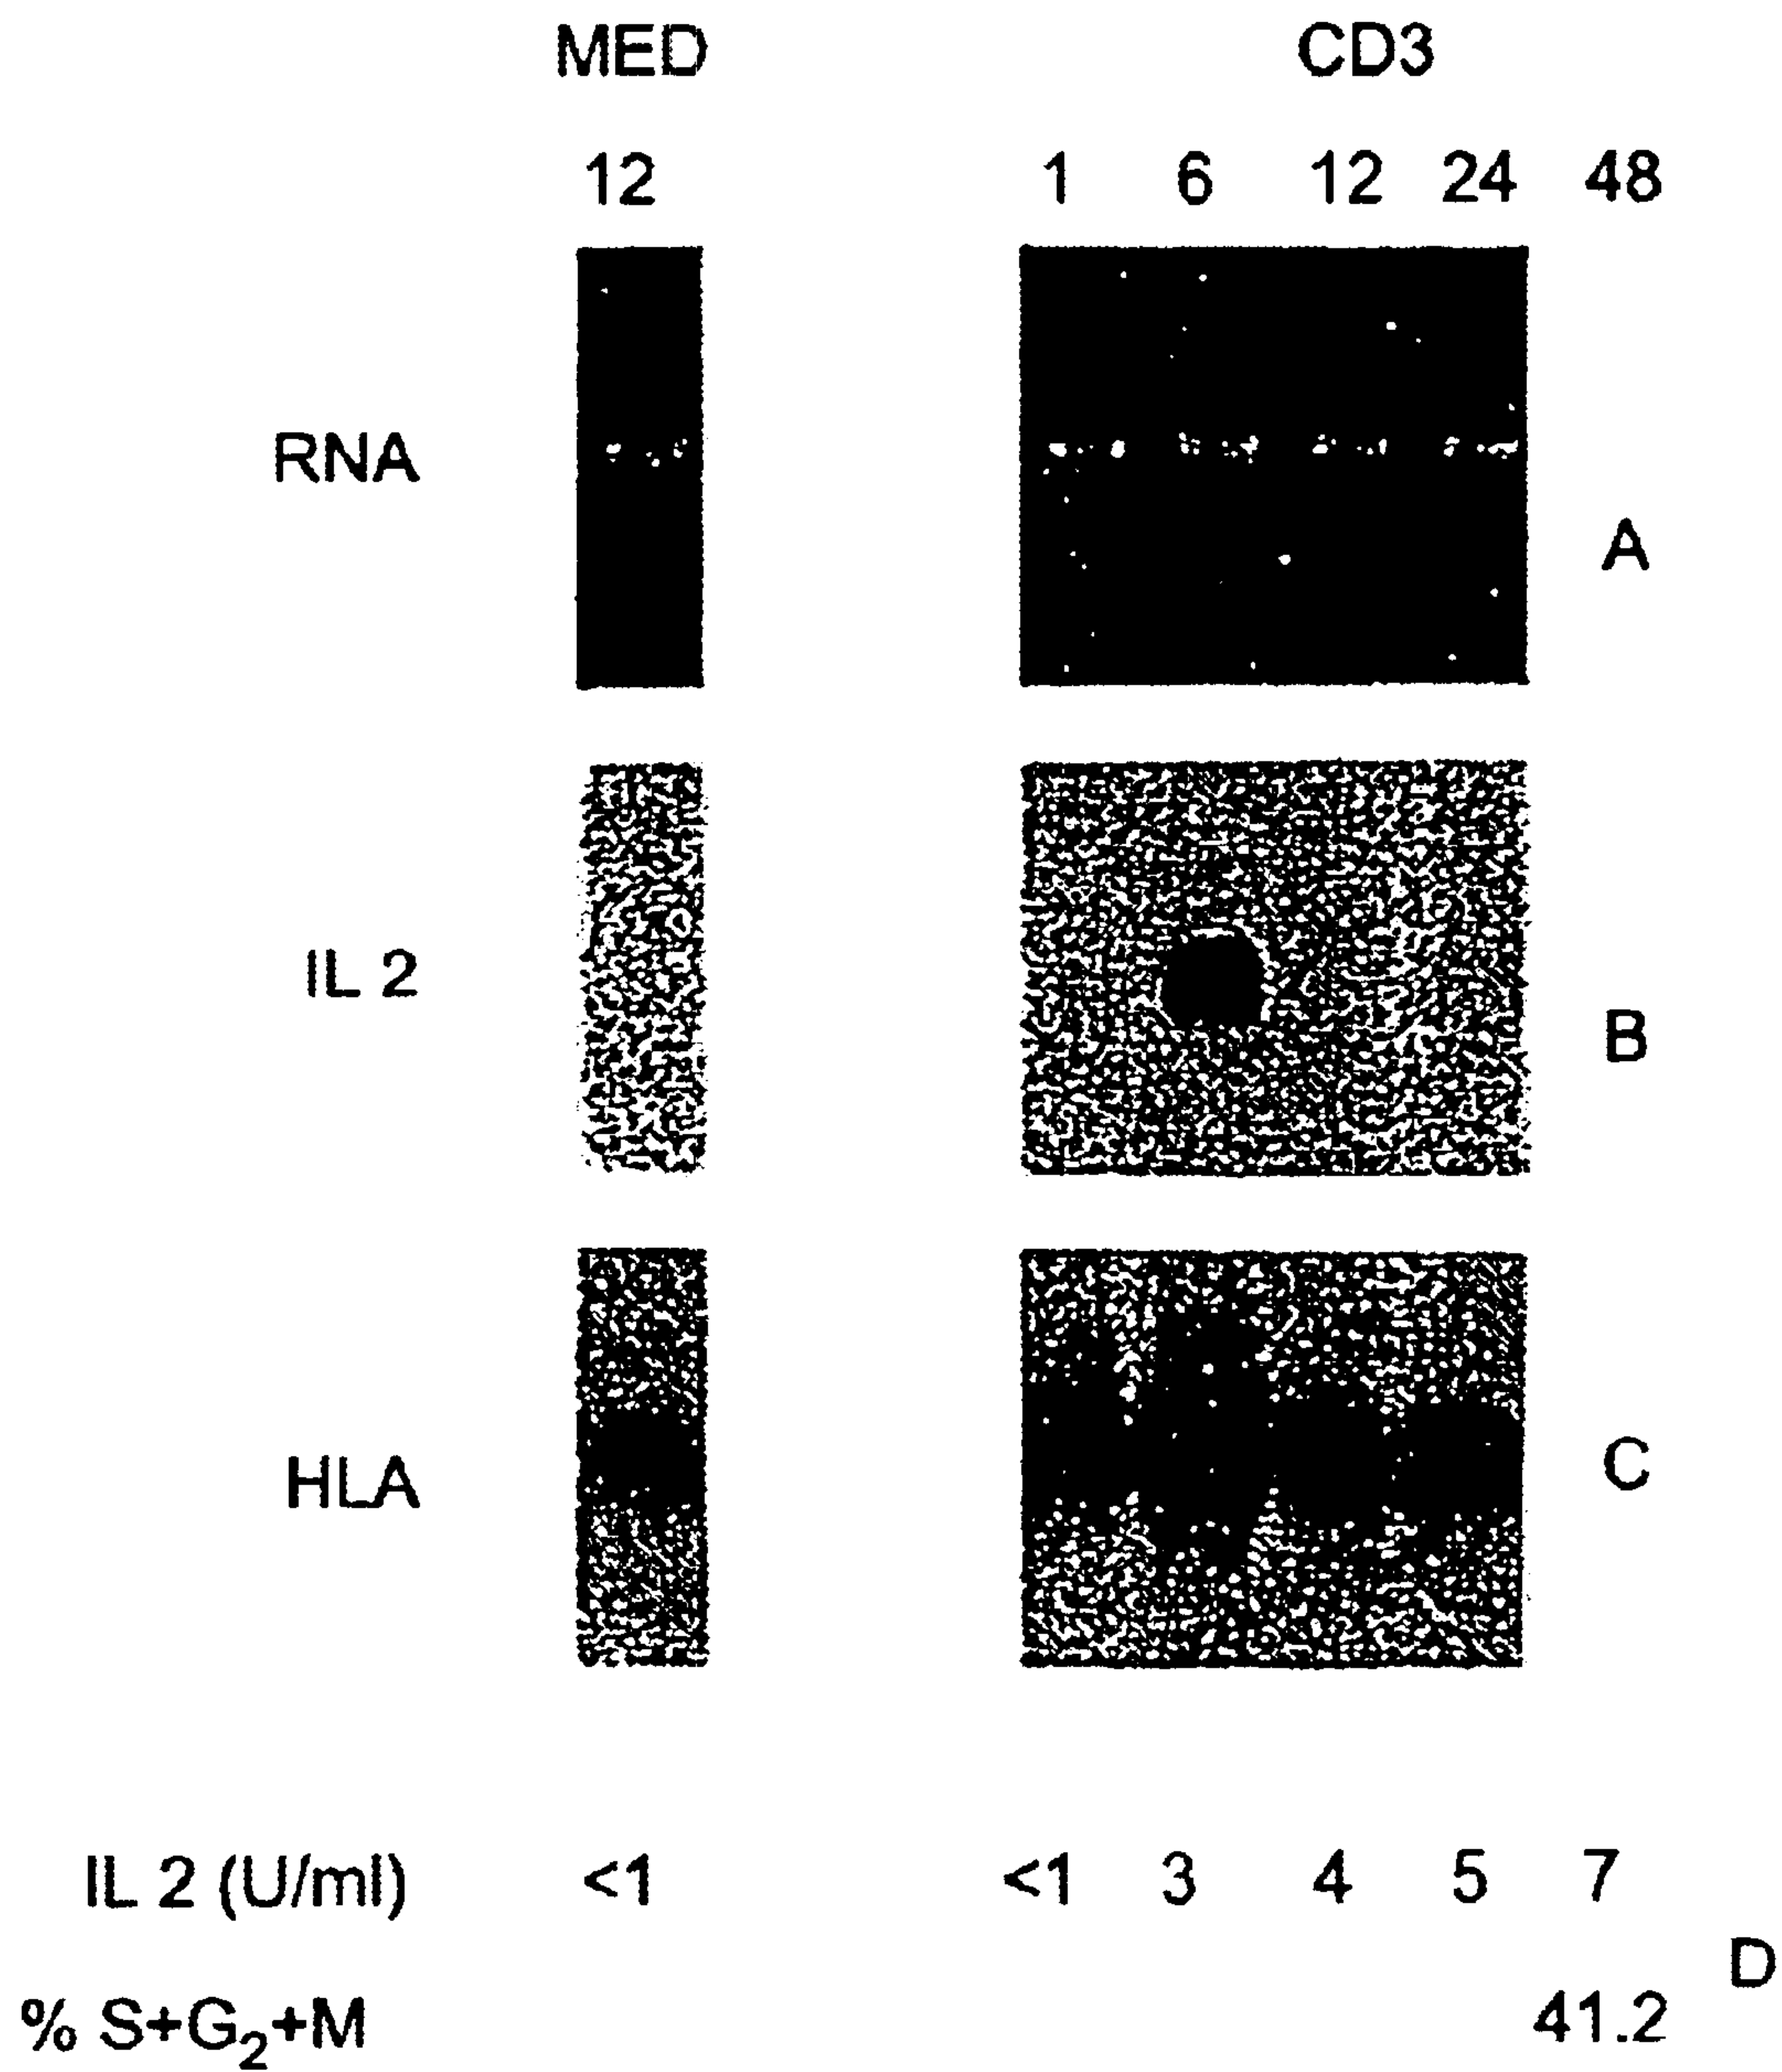 MED CD3
12 1 6 12 24 48
RNA
A
IL 2
B
HLA
C
IL 2 (U/ml) <1 <1 3 4 5 7
D
% S+G₂+M 41.2